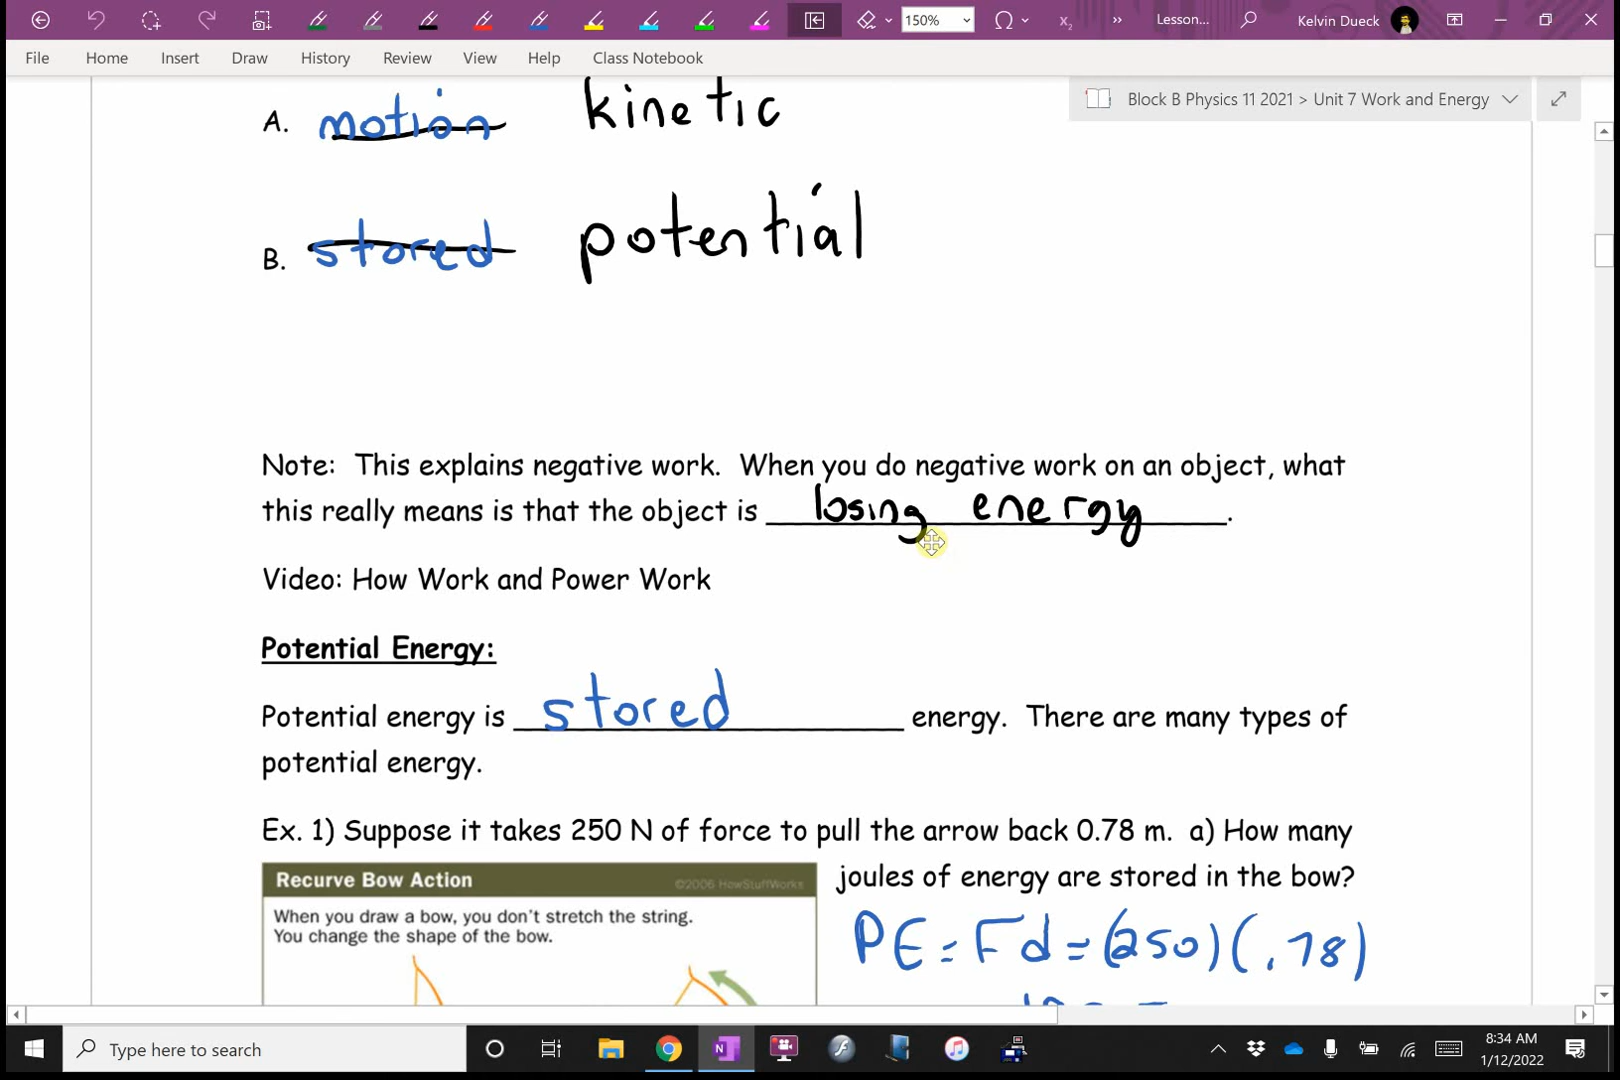 150%
Ω
x₂
Lesson...
Kelvin Dueck
File Home Insert Draw History Review View Help Class Notebook
Block B Physics 11 2021 > Unit 7 Work and Energy
A. motion kinetic
B. stored potential
Note: This explains negative work. When you do negative work on an object, what
this really means is that the object is losing energy.
Video: How Work and Power Work
Potential Energy:
Potential energy is stored energy. There are many types of
potential energy.
Ex. 1) Suppose it takes 250 N of force to pull the arrow back 0.78 m. a) How many
joules of energy are stored in the bow?
PE = Fd = (250)(.78)
Recurve Bow Action
©2006 HowStuffWorks
When you draw a bow, you don't stretch the string.
You change the shape of the bow.
Type here to search
8:34 AM
1/12/2022